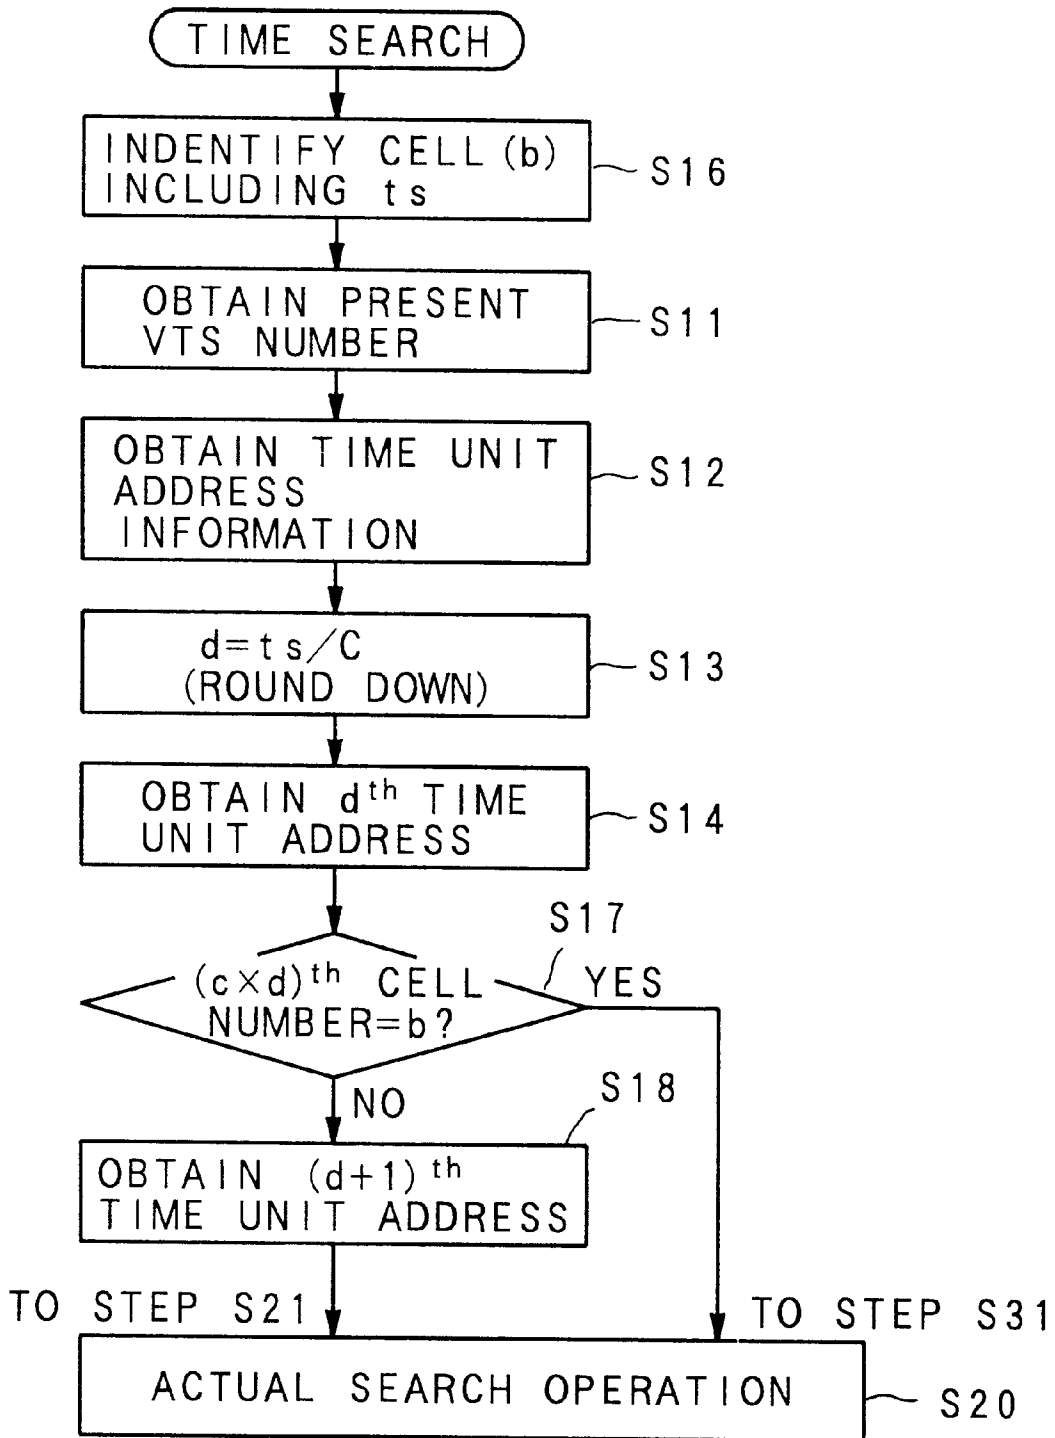 TIME SEARCH
INDENTIFY CELL (b)
INCLUDING ts
S16
OBTAIN PRESENT
VTS NUMBER
S11
OBTAIN TIME UNIT
ADDRESS
INFORMATION
S12
d=ts/C
(ROUND DOWN)
S13
OBTAIN dth TIME
UNIT ADDRESS
S14
S17
(c×d)th CELL
NUMBER=b?
YES
NO
S18
OBTAIN (d+1)th
TIME UNIT ADDRESS
TO STEP S21
TO STEP S31
ACTUAL SEARCH OPERATION
S20